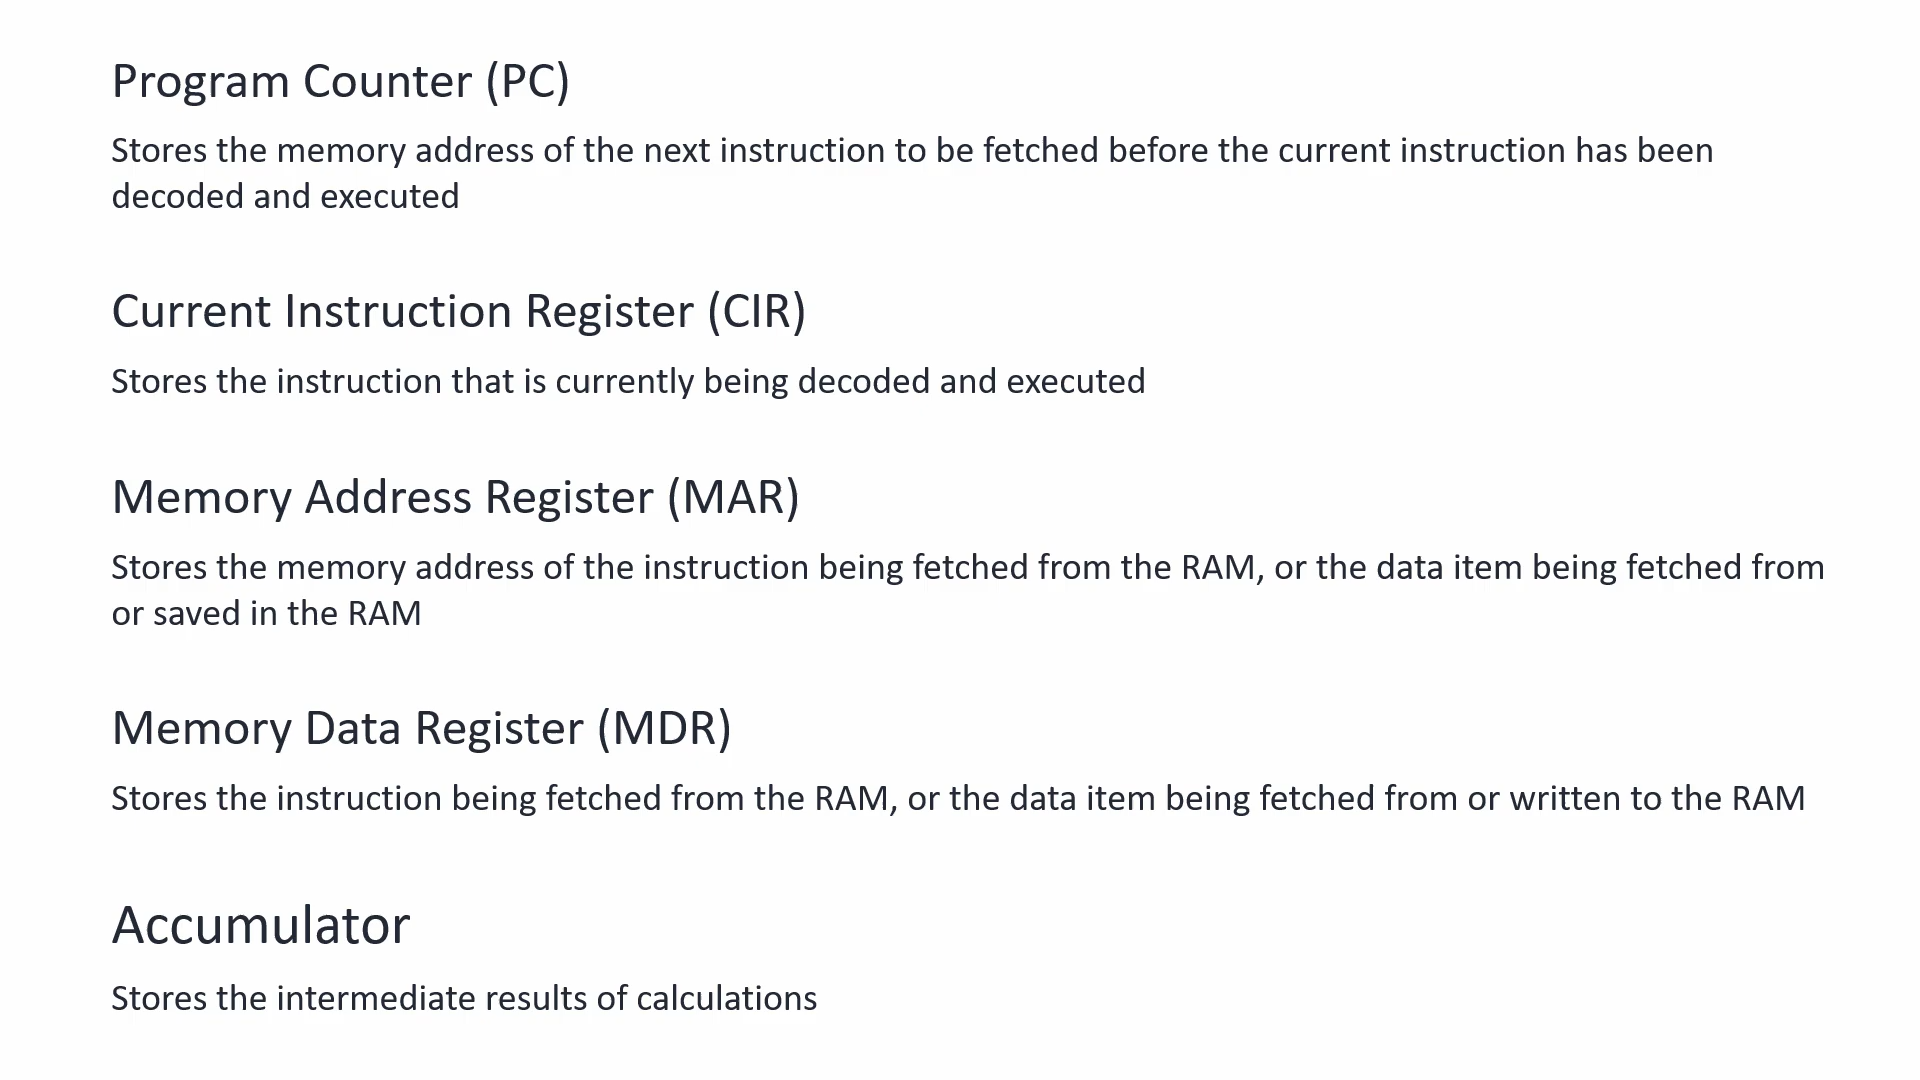 Program Counter (PC)
Stores the memory address of the next instruction to be fetched before the current instruction has been
decoded and executed
Current Instruction Register (CIR)
Stores the instruction that is currently being decoded and executed
Memory Address Register (MAR)
Stores the memory address of the instruction being fetched from the RAM, or the data item being fetched from
or saved in the RAM
Memory Data Register (MDR)
Stores the instruction being fetched from the RAM, or the data item being fetched from or written to the RAM
Accumulator
Stores the intermediate results of calculations